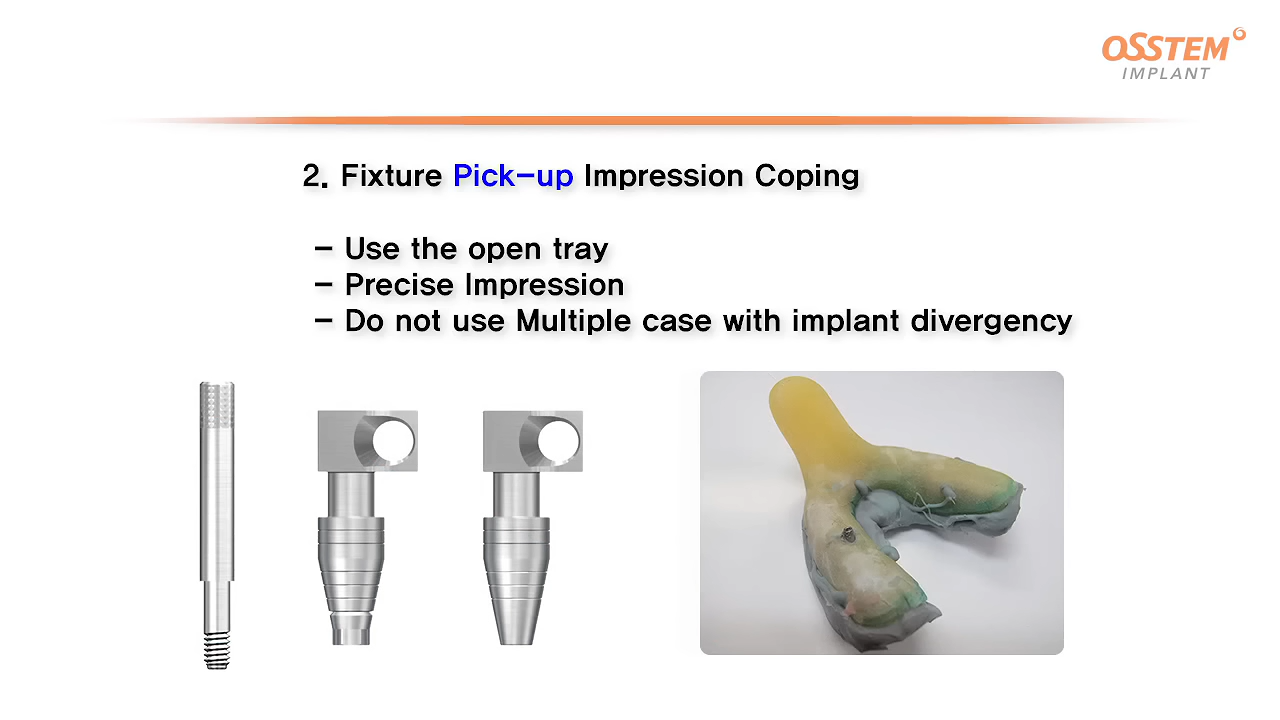 OSSTEM
IMPLANT
2. Fixture Pick-up Impression Coping
- Use the open tray
- Precise Impression
- Do not use Multiple case with implant divergency